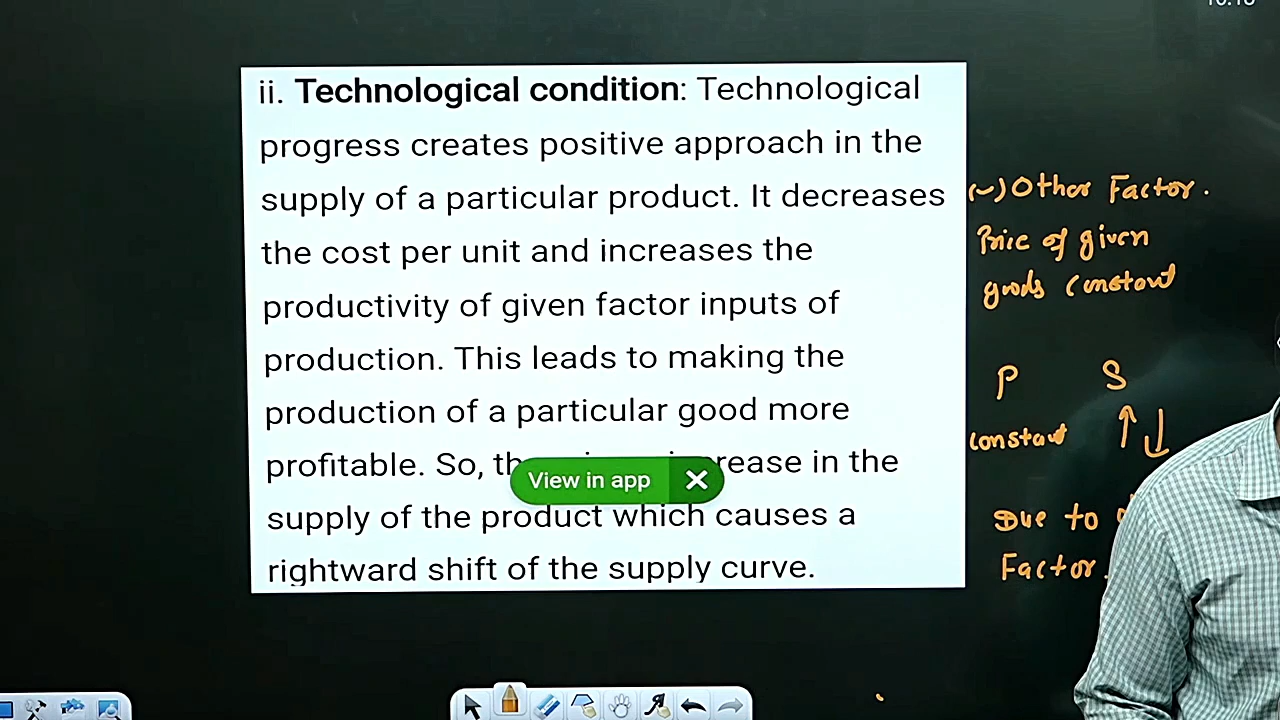 ii. Technological condition: Technological
progress creates positive approach in the
supply of a particular product. It decreases
the cost per unit and increases the
productivity of given factor inputs of
production. This leads to making the
production of a particular good more
profitable. So, in the
supply of the product which causes a
rightward shift of the supply curve.
View in app
Other Factor.
Price of given
goods constant
P S
constant ↑ ↓
Due to
Factor.